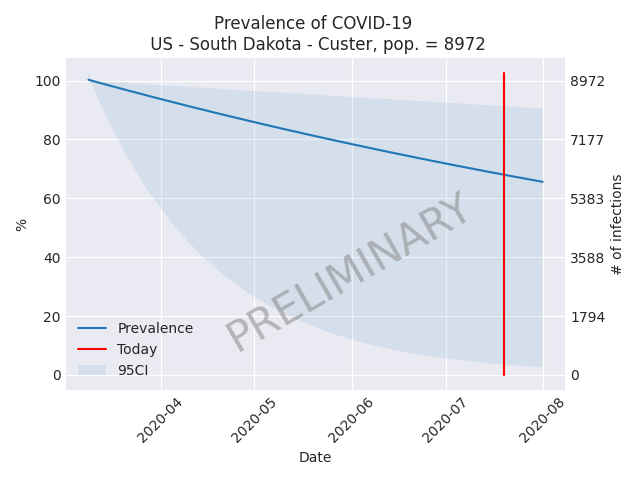 Prevalence of COVID-19
US - South Dakota - Custer, pop. = 8972
100
80
60
40
20
0
%
8972
7177
5383
3588
1794
0
# of infections
PRELIMINARY
Prevalence
Today
95CI
2020-04
2020-05
2020-06
2020-07
2020-08
Date